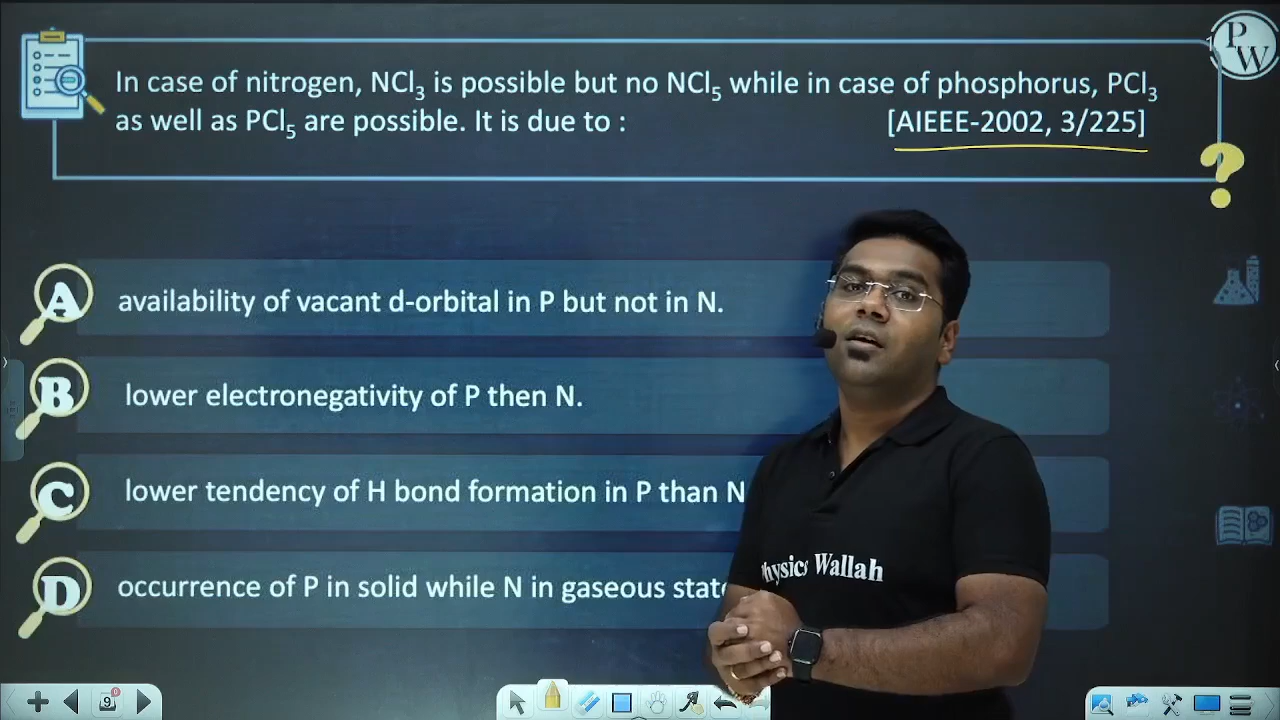 In case of nitrogen, NCl₃ is possible but no NCl₅ while in case of phosphorus, PCl₃
as well as PCl₅ are possible. It is due to : [AIEEE-2002, 3/225]
PW
A availability of vacant d-orbital in P but not in N.
B lower electronegativity of P then N.
C lower tendency of H bond formation in P than N
D occurrence of P in solid while N in gaseous state
Physics Wallah
9